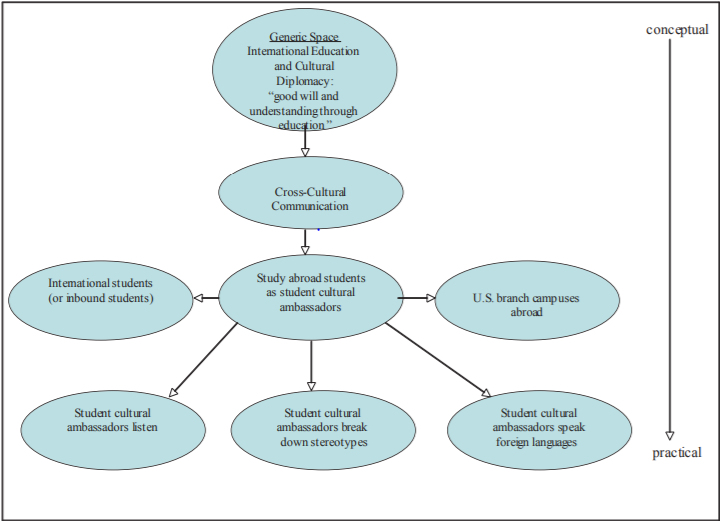 Generic Space
International Education
and Cultural
Diplomacy:
“good will and
understanding through
education.”
conceptual
Cross-Cultural
Communication
International students
(or inbound students)
Study abroad students
as student cultural
ambassadors
U.S. branch campuses
abroad
Student cultural
ambassadors listen
Student cultural
ambassadors break
down stereotypes
Student cultural
ambassadors speak
foreign languages
practical